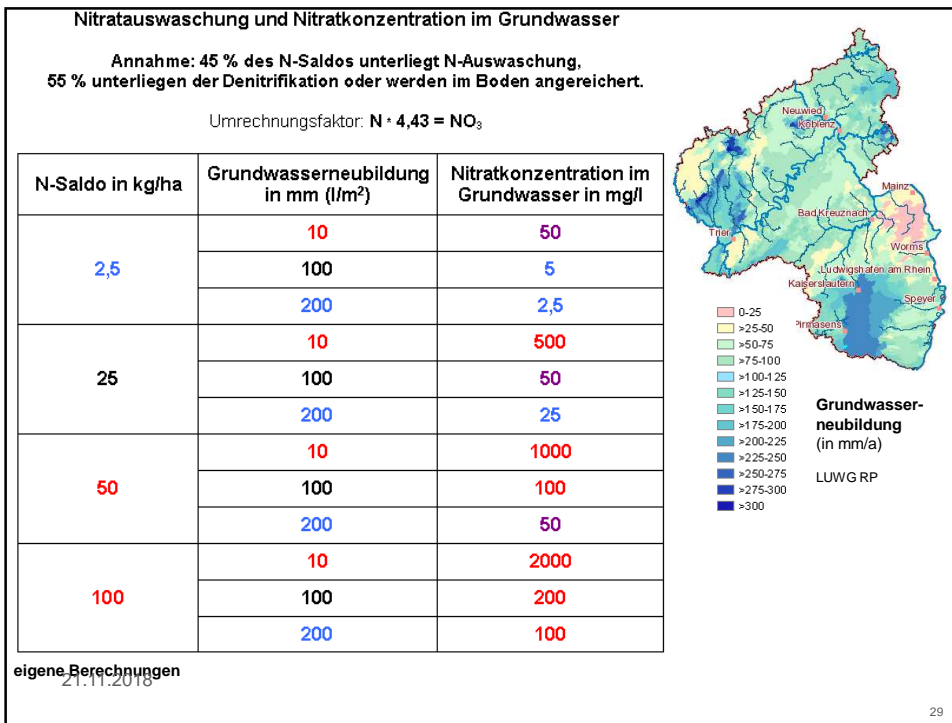 Nitratauswaschung und Nitratkonzentration im Grundwasser
Annahme: 45 % des N-Saldos unterliegt N-Auswaschung,
55 % unterliegen der Denitrifikation oder werden im Boden angereichert.
Umrechnungsfaktor: N * 4,43 = NO₃
N-Saldo in kg/ha
Grundwasserneubildung
in mm (l/m²)
Nitratkonzentration im
Grundwasser in mg/l
2,5
10 50
100 5
200 2,5
25
10 500
100 50
200 25
50
10 1000
100 100
200 50
100
10 2000
100 200
200 100
eigene Berechnungen
21.11.2018
Neuwied
Koblenz
Mainz
Bad Kreuznach
Trier
Worms
Ludwigshafen am Rhein
Kaiserslautern
Speyer
Pirmasens
0-25
>25-50
>50-75
>75-100
>100-125
>125-150
>150-175
>175-200
>200-225
>225-250
>250-275
>275-300
>300
Grundwasser-
neubildung
(in mm/a)
LUWG RP
29